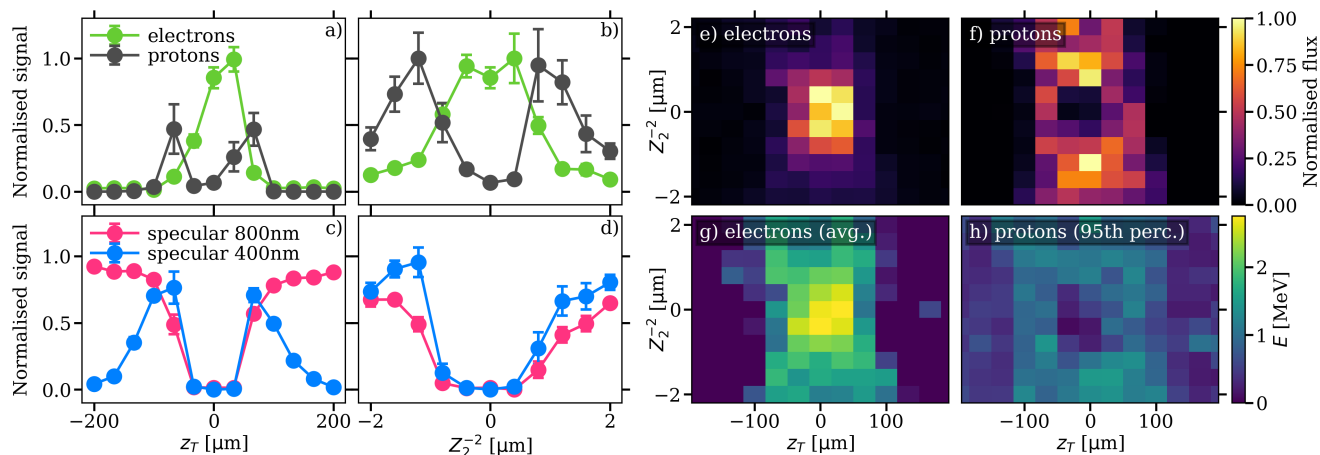 a)
electrons
protons
Normalised signal
1.0
0.5
0.0
b)
c)
specular 800nm
specular 400nm
Normalised signal
1.0
0.5
0.0
−200 0 200
z_T [µm]
d)
−2 0 2
Z_2^{-2} [µm]
e) electrons
Z_2^{-2} [µm]
2
0
−2
f) protons
1.00
0.75
0.50
0.25
0.00
Normalised flux
g) electrons (avg.)
Z_2^{-2} [µm]
2
0
−2
−100 0 100
z_T [µm]
h) protons (95th perc.)
−100 0 100
z_T [µm]
2
1
0
E [MeV]